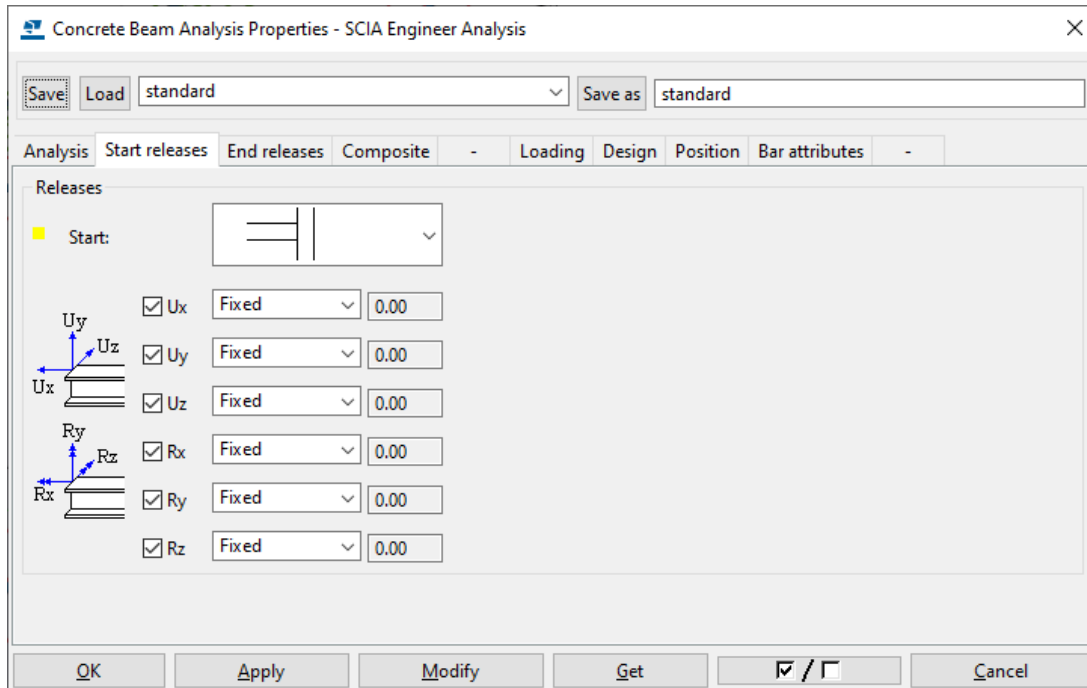 Concrete Beam Analysis Properties - SCIA Engineer Analysis
Save Load standard Save as standard
Analysis Start releases End releases Composite - Loading Design Position Bar attributes -
Releases
Start:
Ux Fixed 0.00
Uy
Uz
Ux
Uy Fixed 0.00
Uz Fixed 0.00
Ry
Rz
Rx
Rx Fixed 0.00
Ry Fixed 0.00
Rz Fixed 0.00
OK Apply Modify Get / Cancel